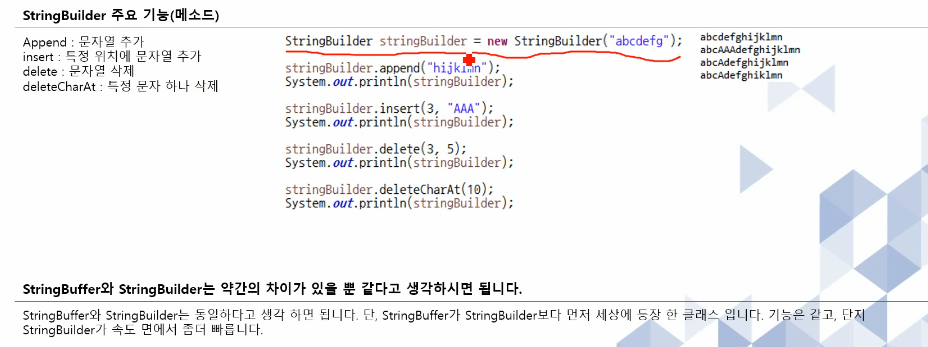 StringBuilder 주요 기능(메소드)
Append : 문자열 추가
insert : 특정 위치에 문자열 추가
delete : 문자열 삭제
deleteCharAt : 특정 문자 하나 삭제
StringBuilder stringBuilder = new StringBuilder("abcdefg");
stringBuilder.append("hijklmn");
System.out.println(stringBuilder);
stringBuilder.insert(3, "AAA");
System.out.println(stringBuilder);
stringBuilder.delete(3, 5);
System.out.println(stringBuilder);
stringBuilder.deleteCharAt(10);
System.out.println(stringBuilder);
abcdefghijklmn
abcAAAdefghijklmn
abcAdefghijklmn
abcAdefghiklmn
StringBuffer와 StringBuilder는 약간의 차이가 있을 뿐 같다고 생각하시면 됩니다.
StringBuffer와 StringBuilder는 동일하다고 생각 하면 됩니다. 단, StringBuffer가 StringBuilder보다 먼저 세상에 등장 한 클래스 입니다. 기능은 같고, 단지
StringBuilder가 속도 면에서 좀더 빠릅니다.